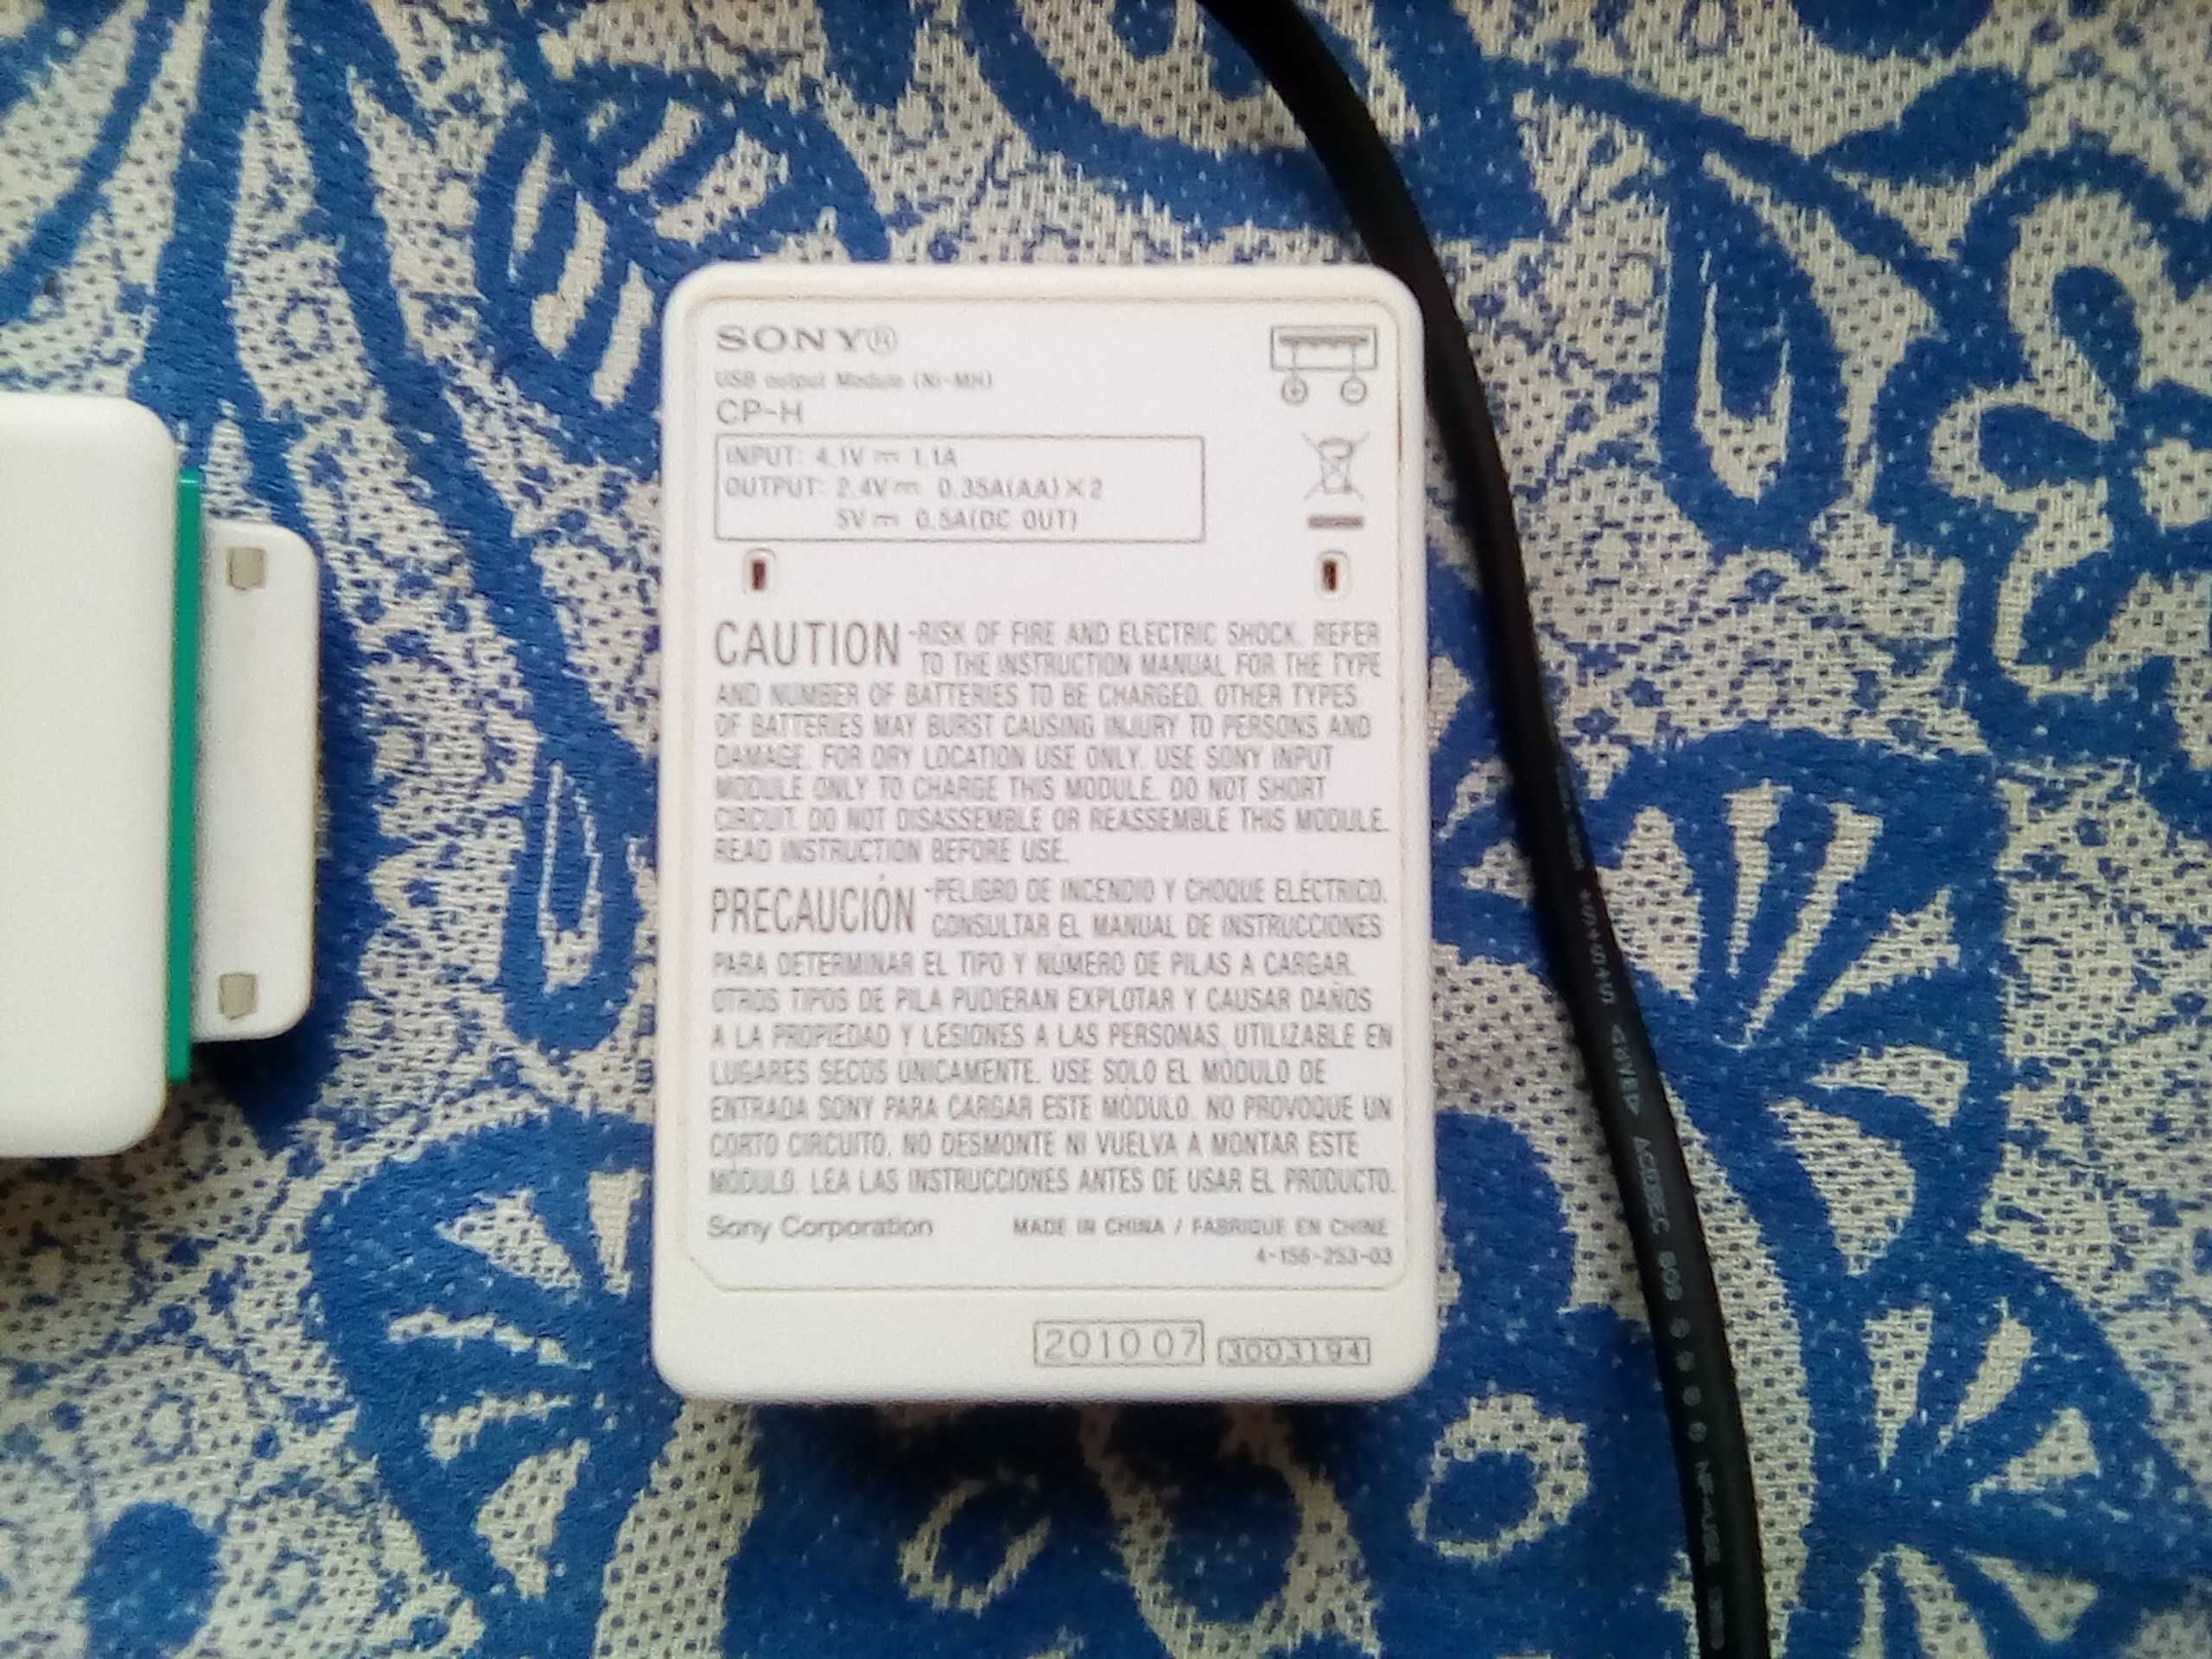 SONY®
USB output Module (Ni-MH)
CP-H
INPUT: 4.1V⎓1.1A
OUTPUT: 2.4V⎓ 0.35A(AA)×2
5V⎓ 0.5A(DC OUT)
CAUTION -RISK OF FIRE AND ELECTRIC SHOCK. REFER
TO THE INSTRUCTION MANUAL FOR THE TYPE
AND NUMBER OF BATTERIES TO BE CHARGED. OTHER TYPES
OF BATTERIES MAY BURST CAUSING INJURY TO PERSONS AND
DAMAGE. FOR DRY LOCATION USE ONLY. USE SONY INPUT
MODULE ONLY TO CHARGE THIS MODULE. DO NOT SHORT
CIRCUIT. DO NOT DISASSEMBLE OR REASSEMBLE THIS MODULE.
READ INSTRUCTION BEFORE USE.
PRECAUCIÓN -PELIGRO DE INCENDIO Y CHOQUE ELÉCTRICO.
CONSULTAR EL MANUAL DE INSTRUCCIONES
PARA DETERMINAR EL TIPO Y NÚMERO DE PILAS A CARGAR.
OTROS TIPOS DE PILA PUDIERAN EXPLOTAR Y CAUSAR DAÑOS
A LA PROPIEDAD Y LESIONES A LAS PERSONAS. UTILIZABLE EN
LUGARES SECOS ÚNICAMENTE. USE SOLO EL MÓDULO DE
ENTRADA SONY PARA CARGAR ESTE MÓDULO. NO PROVOQUE UN
CORTO CIRCUITO. NO DESMONTE NI VUELVA A MONTAR ESTE
MÓDULO. LEA LAS INSTRUCCIONES ANTES DE USAR EL PRODUCTO.
Sony Corporation MADE IN CHINA / FABRIQUÉ EN CHINE
4-156-253-03
2010 07 3003194